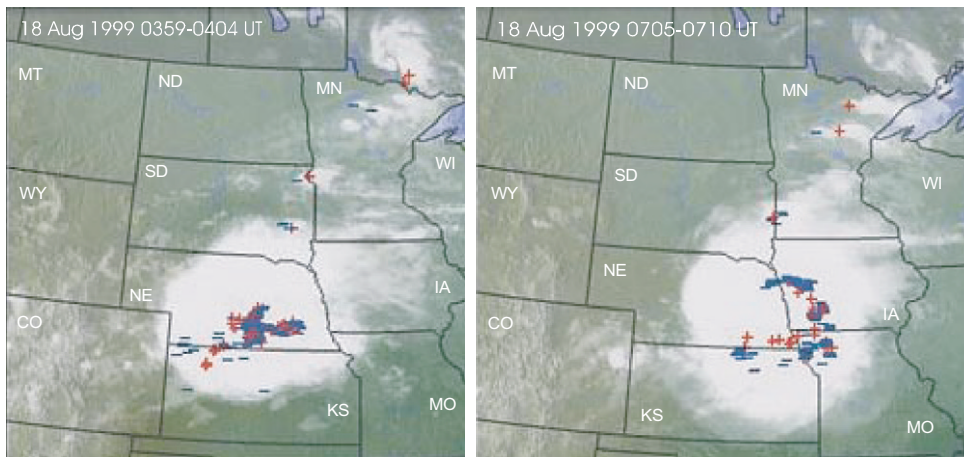 18 Aug 1999 0359-0404 UT
MT
ND
MN
SD
WI
WY
NE
IA
CO
KS
MO
18 Aug 1999 0705-0710 UT
MT
ND
MN
SD
WI
WY
NE
IA
CO
KS
MO